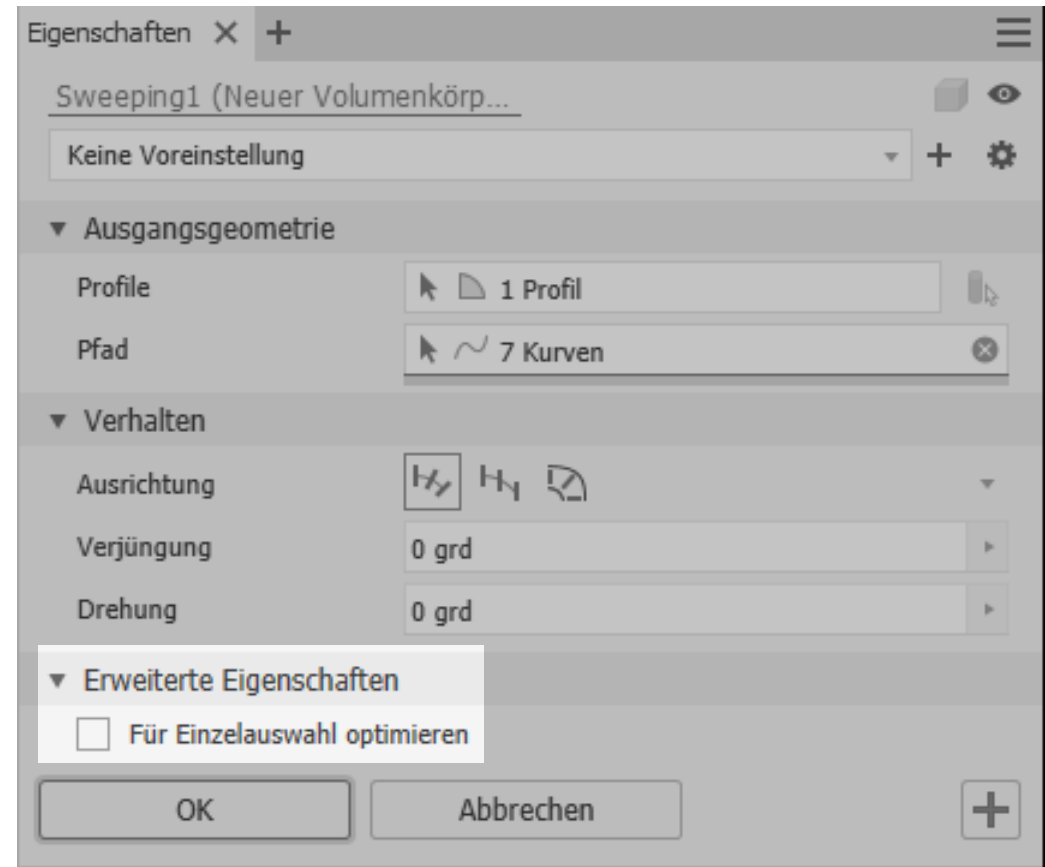 Eigenschaften
Sweeping1 (Neuer Volumenkörp...
Keine Voreinstellung
Ausgangsgeometrie
Profile 1 Profil
Pfad 7 Kurven
Verhalten
Ausrichtung
Verjüngung 0 grd
Drehung 0 grd
Erweiterte Eigenschaften
Für Einzelauswahl optimieren
OK Abbrechen